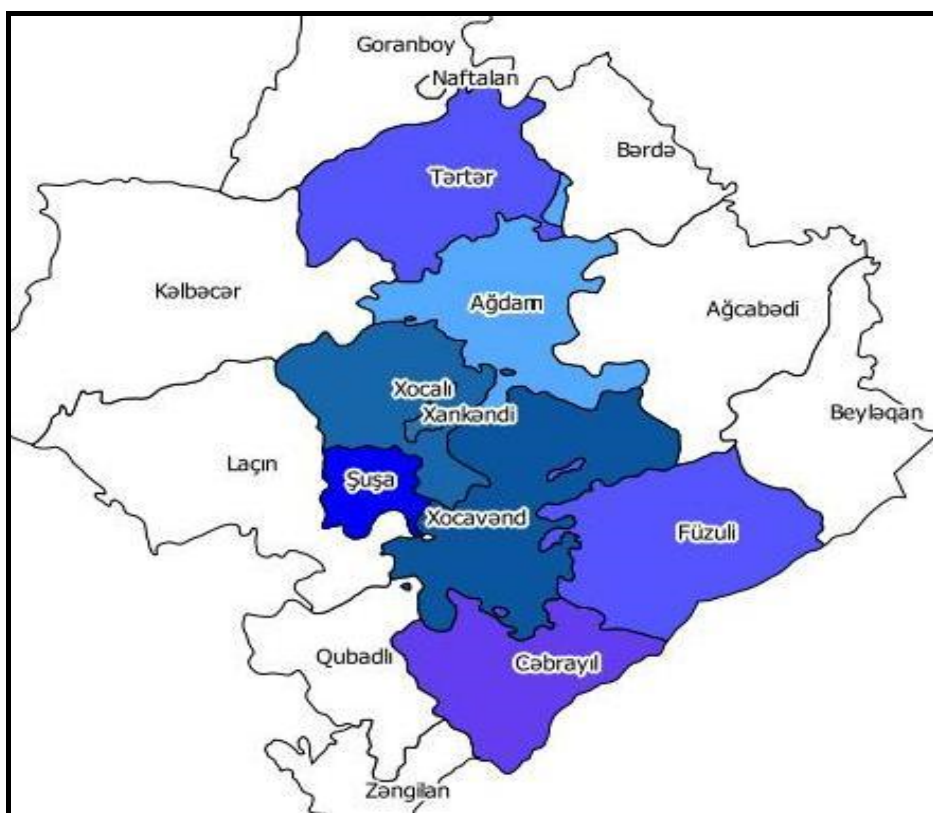 Goranboy
Naftalan
Bərdə
Tərtər
Kəlbəcər
Ağdam
Ağcabədi
Xocalı
Xankəndi
Beyləqan
Laçın
Şuşa
Xocavənd
Füzuli
Qubadlı
Cəbrayıl
Zəngilan